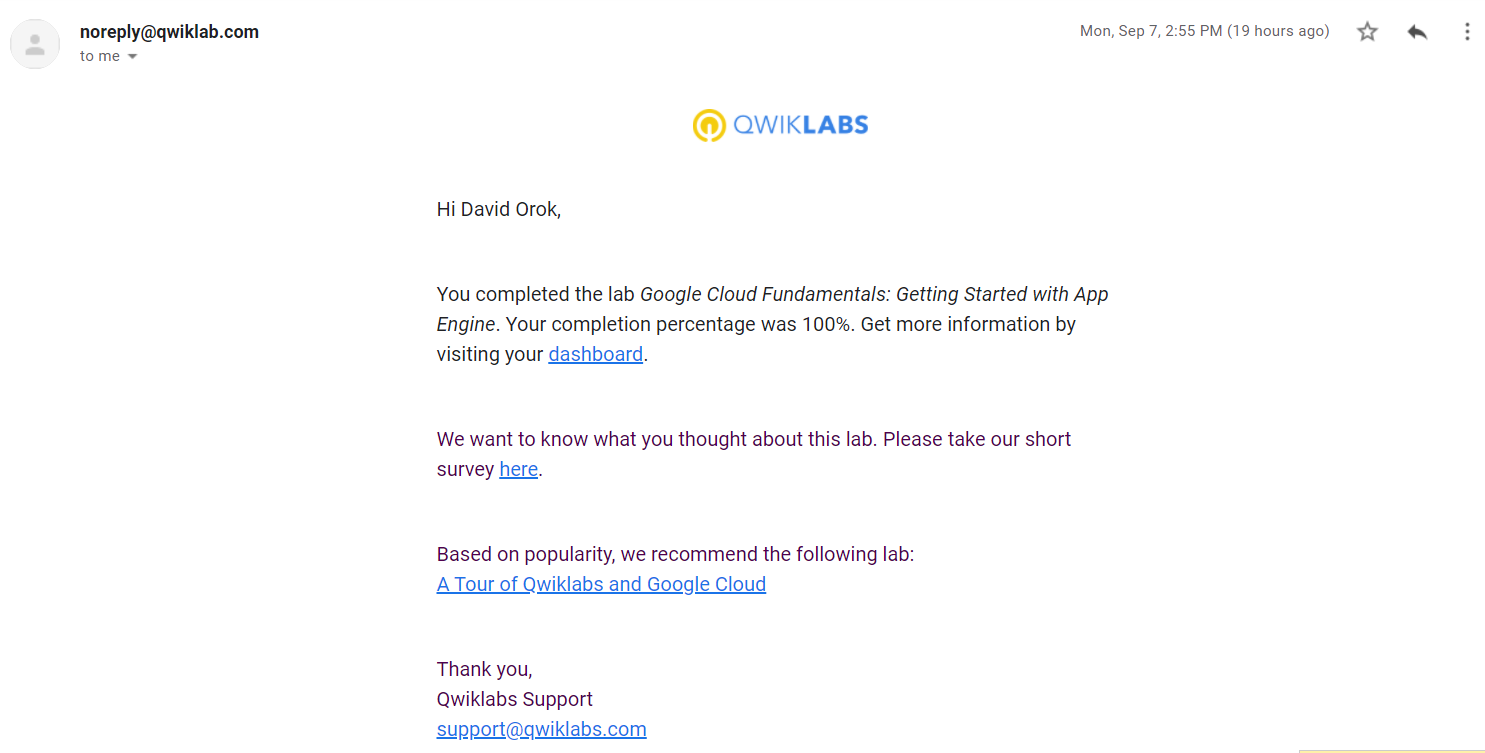 noreply@qwiklab.com
Mon, Sep 7, 2:55 PM (19 hours ago)
to me
QWIKLABS
Hi David Orok,
You completed the lab Google Cloud Fundamentals: Getting Started with App
Engine. Your completion percentage was 100%. Get more information by
visiting your dashboard.
We want to know what you thought about this lab. Please take our short
survey here.
Based on popularity, we recommend the following lab:
A Tour of Qwiklabs and Google Cloud
Thank you,
Qwiklabs Support
support@qwiklabs.com